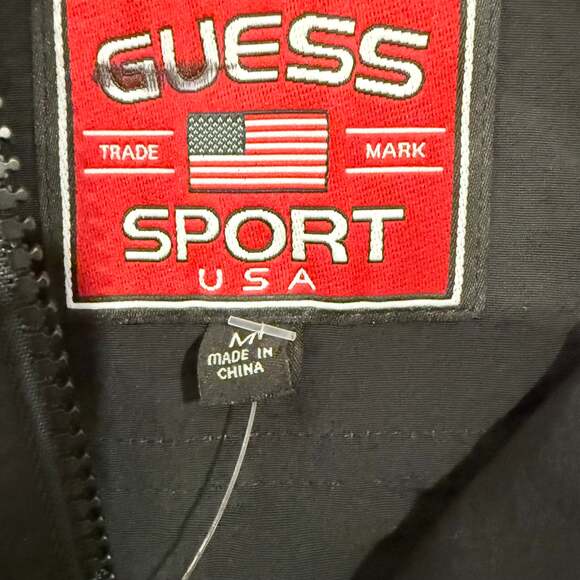 GUESS
TRADE MARK
SPORT
USA
M
MADE IN
CHINA